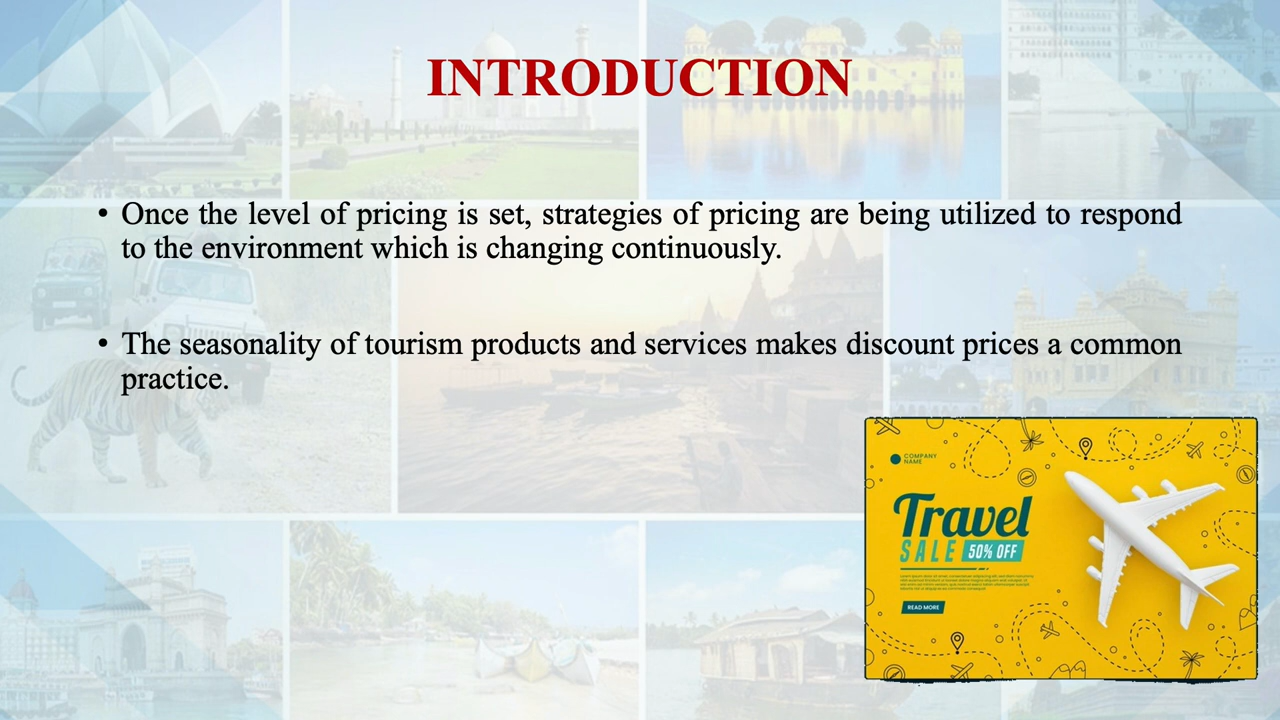 INTRODUCTION
• Once the level of pricing is set, strategies of pricing are being utilized to respond
to the environment which is changing continuously.
• The seasonality of tourism products and services makes discount prices a common
practice.
COMPANY
NAME
Travel
SALE 50% OFF
READ MORE